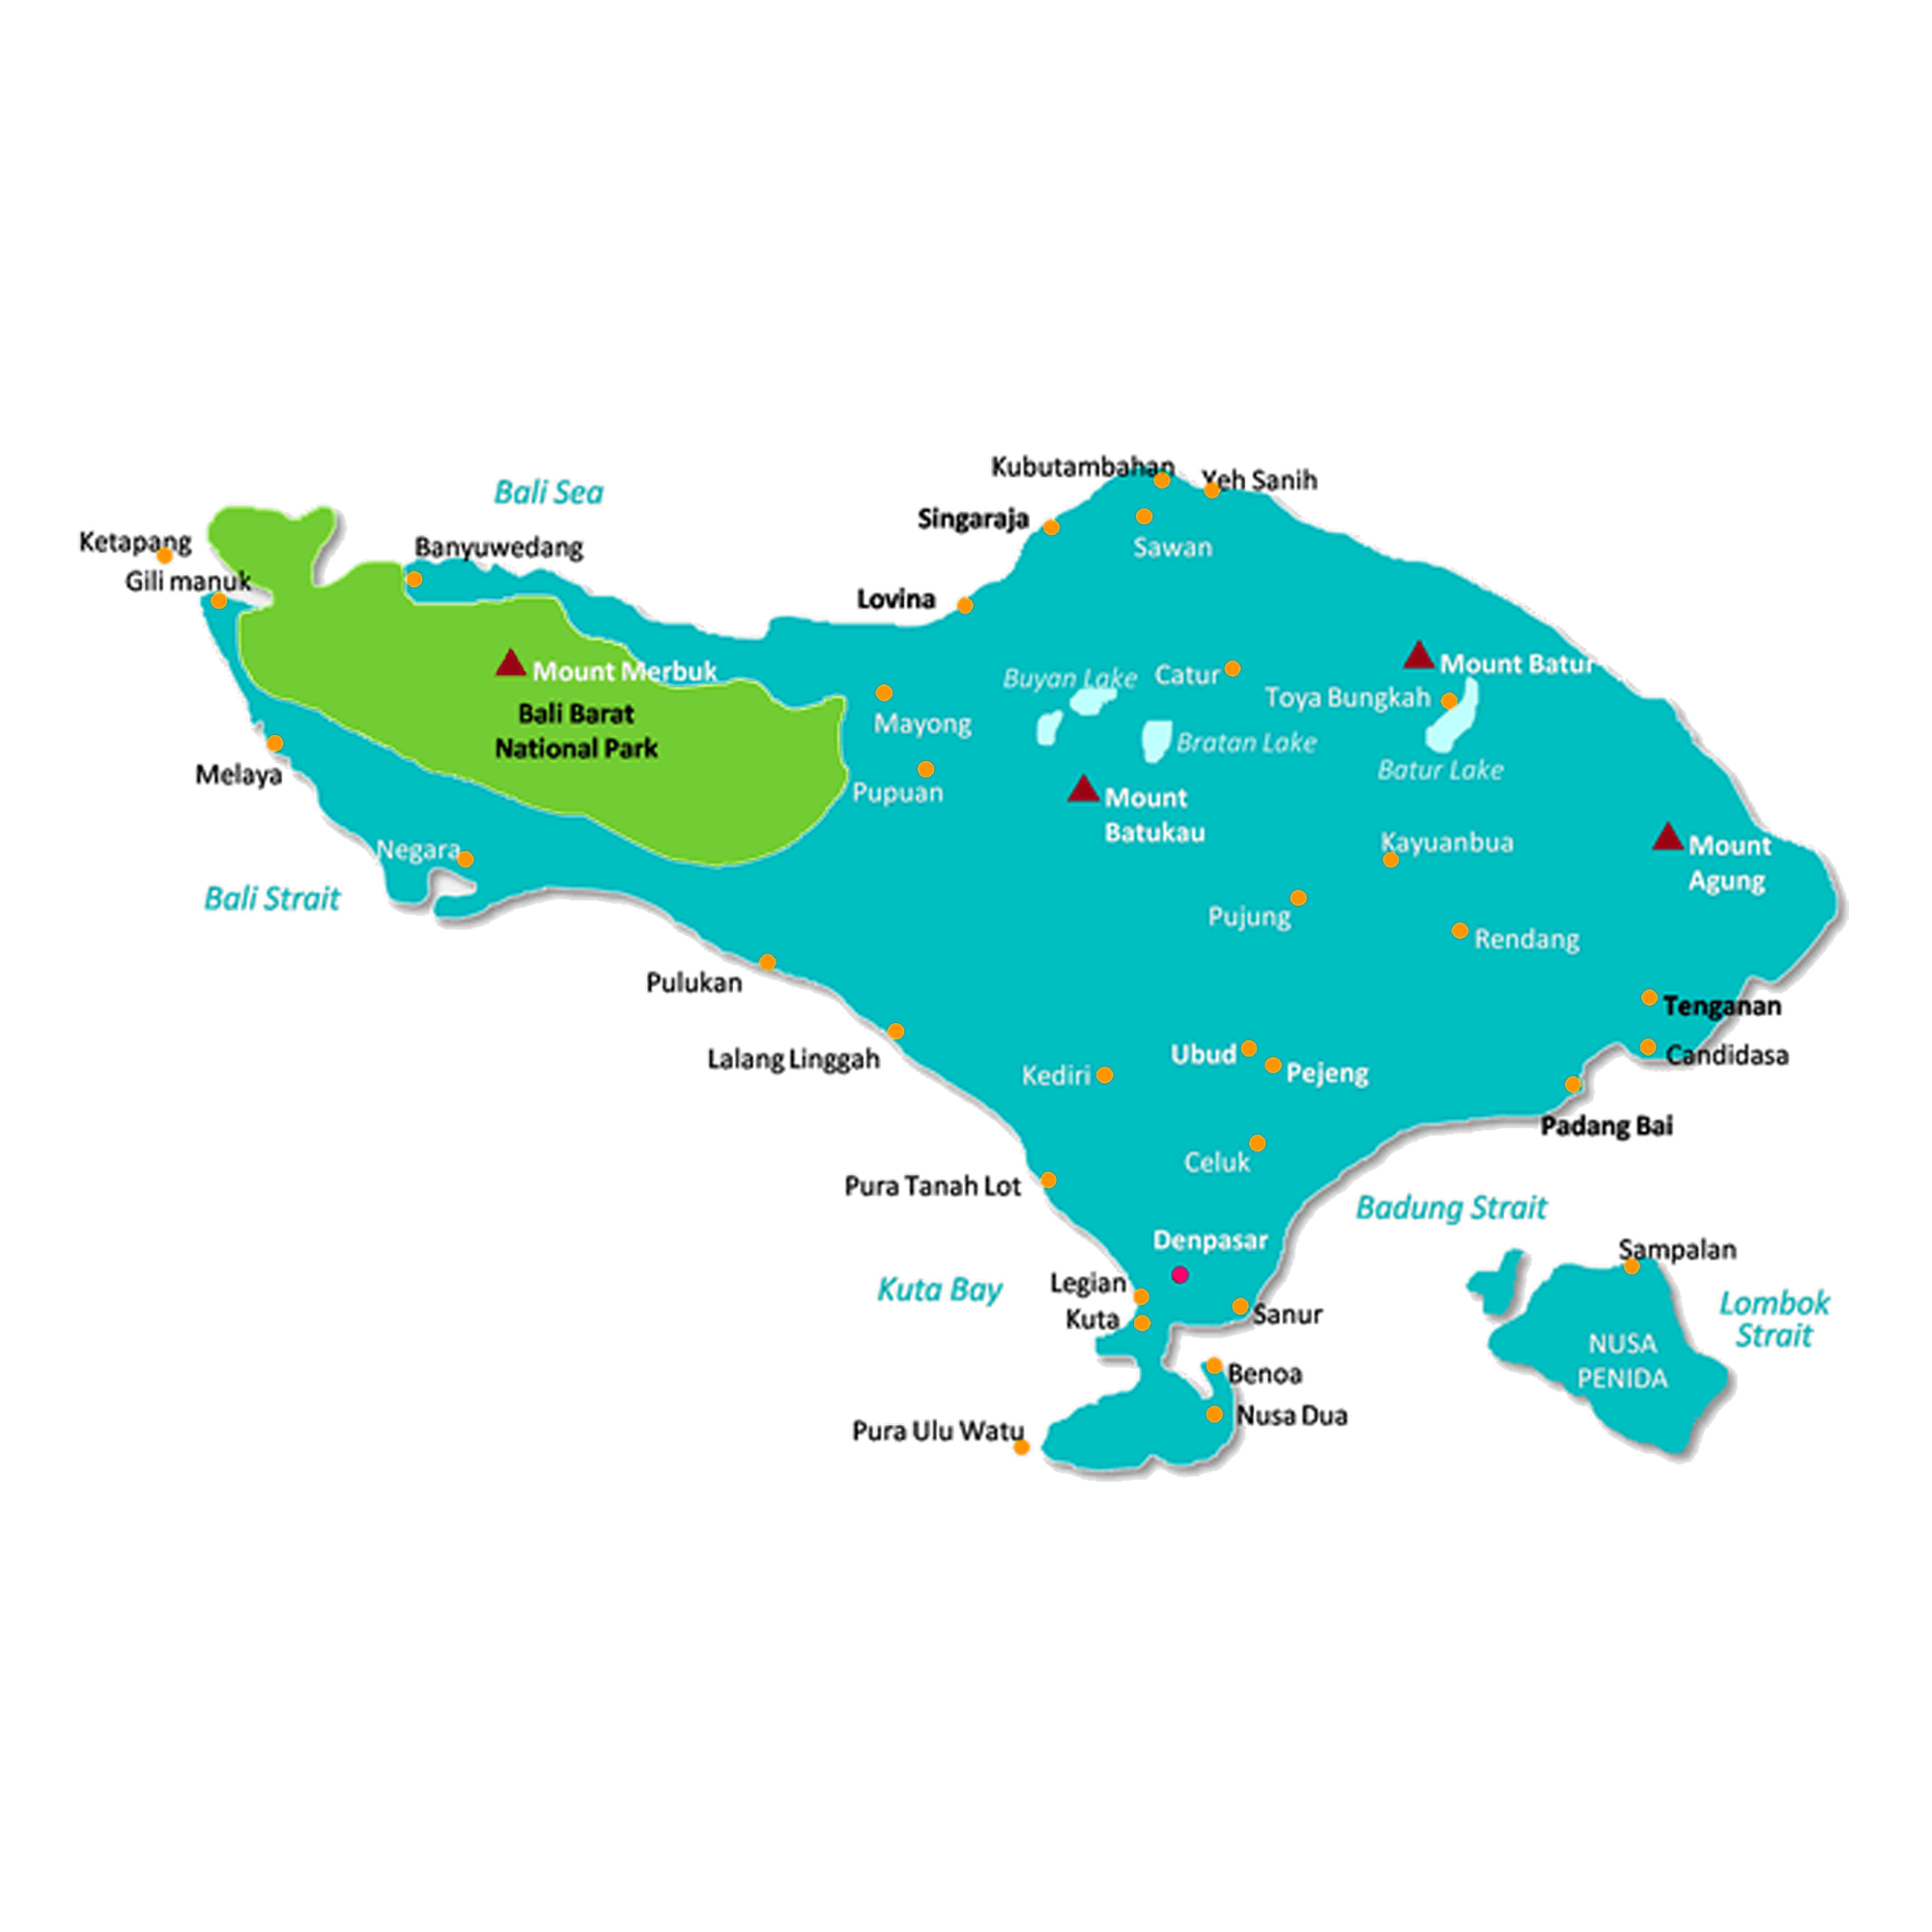 Kubutambahan
Yeh Sanih
Bali Sea
Singaraja
Ketapang
Banyuwedang
Sawan
Gili manuk
Lovina
Mount Merbuk
Mount Batur
Buyan Lake
Catur
Toya Bungkah
Bali Barat
National Park
Mayong
Bratan Lake
Melaya
Batur Lake
Pupuan
Mount
Batukau
Negara
Kayuanbua
Mount
Agung
Bali Strait
Pujung
Rendang
Pulukan
Tenganan
Lalang Linggah
Ubud
Candidasa
Kediri
Pejeng
Padang Bai
Celuk
Pura Tanah Lot
Badung Strait
Denpasar
Sampalan
Legian
Kuta Bay
Lombok
Strait
Kuta
Sanur
NUSA
PENIDA
Benoa
Nusa Dua
Pura Ulu Watu